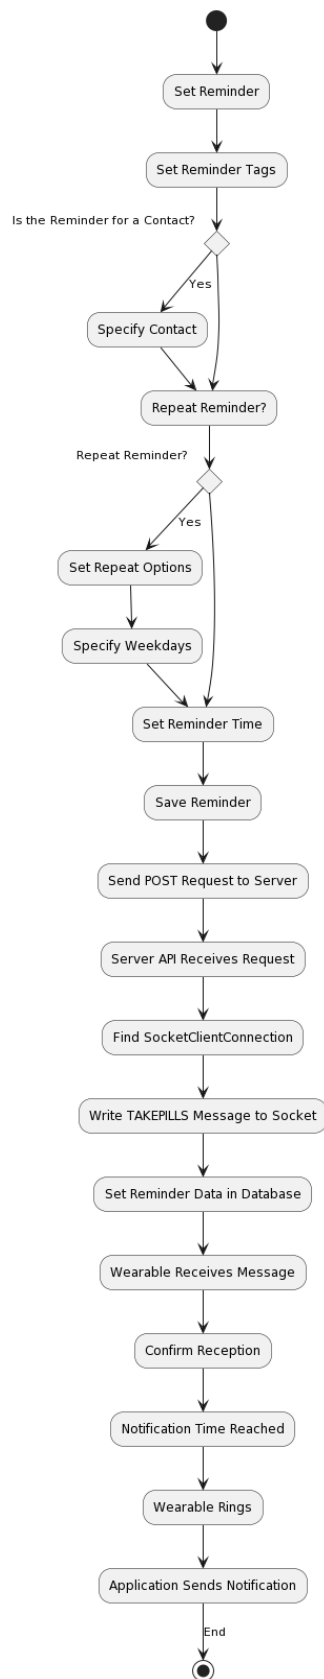 Set Reminder
Set Reminder Tags
Is the Reminder for a Contact?
Yes
Specify Contact
Repeat Reminder?
Repeat Reminder?
Yes
Set Repeat Options
Specify Weekdays
Set Reminder Time
Save Reminder
Send POST Request to Server
Server API Receives Request
Find SocketClientConnection
Write TAKEPILLS Message to Socket
Set Reminder Data in Database
Wearable Receives Message
Confirm Reception
Notification Time Reached
Wearable Rings
Application Sends Notification
End